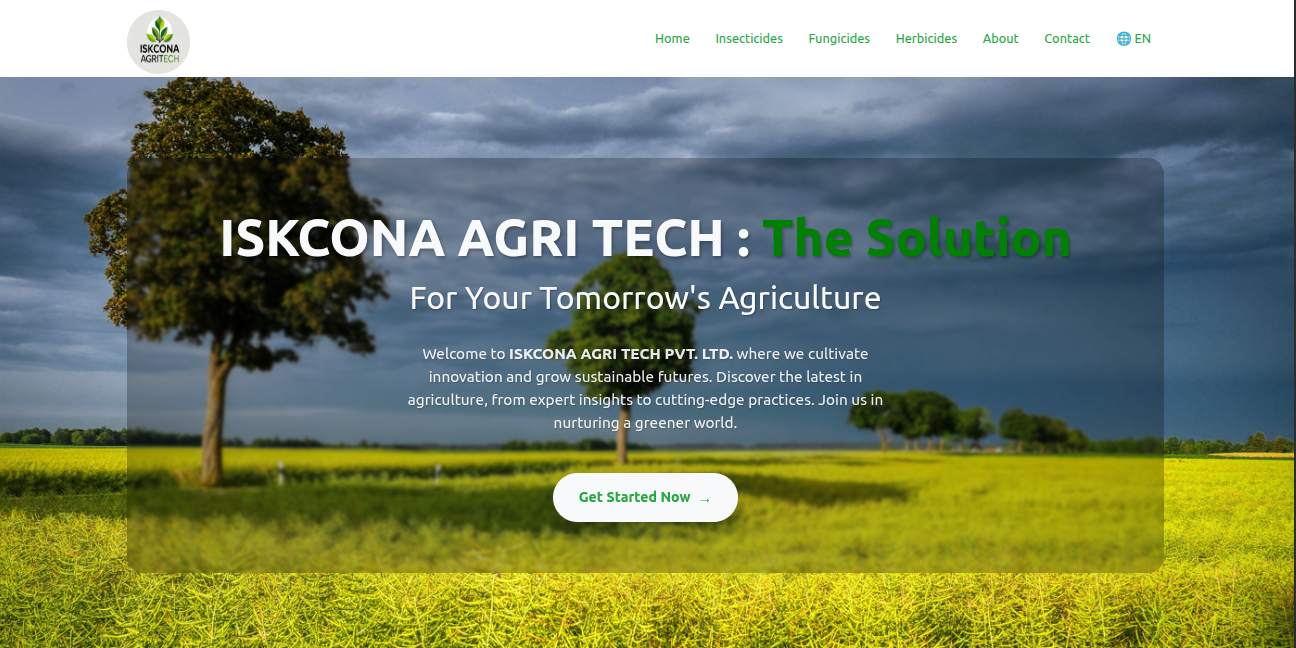 ISKCONA
AGRITECH
Home Insecticides Fungicides Herbicides About Contact 🌐 EN
ISKCONA AGRI TECH : The Solution
For Your Tomorrow's Agriculture
Welcome to ISKCONA AGRI TECH PVT. LTD. where we cultivate
innovation and grow sustainable futures. Discover the latest in
agriculture, from expert insights to cutting-edge practices. Join us in
nurturing a greener world.
Get Started Now →